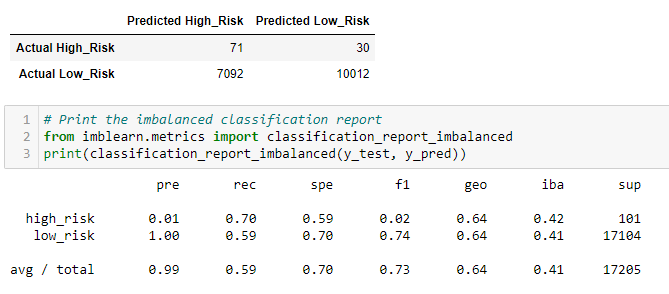 Predicted High_Risk Predicted Low_Risk
Actual High_Risk 71 30
Actual Low_Risk 7092 10012
1 # Print the imbalanced classification report
2 from imblearn.metrics import classification_report_imbalanced
3 print(classification_report_imbalanced(y_test, y_pred))
pre rec spe f1 geo iba sup
high_risk 0.01 0.70 0.59 0.02 0.64 0.42 101
low_risk 1.00 0.59 0.70 0.74 0.64 0.41 17104
avg / total 0.99 0.59 0.70 0.73 0.64 0.41 17205